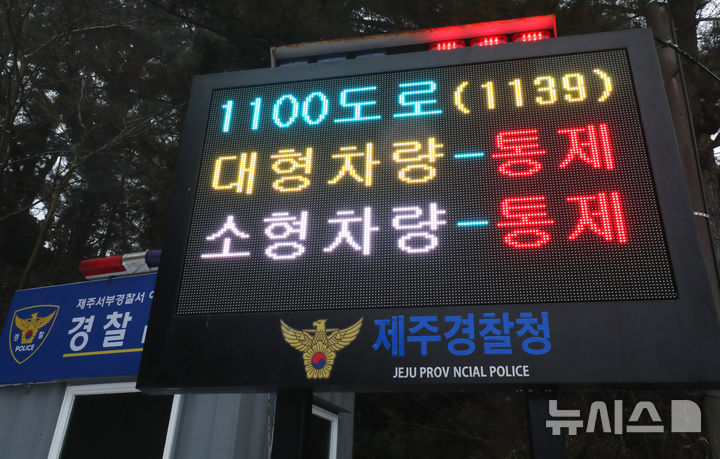 1100도로(1139)
대형차량-통제
소형차량-통제
제주서부경찰서
경찰
경찰
POLICE
제주경찰청
JEJU PROV NCIAL POLICE
뉴시스